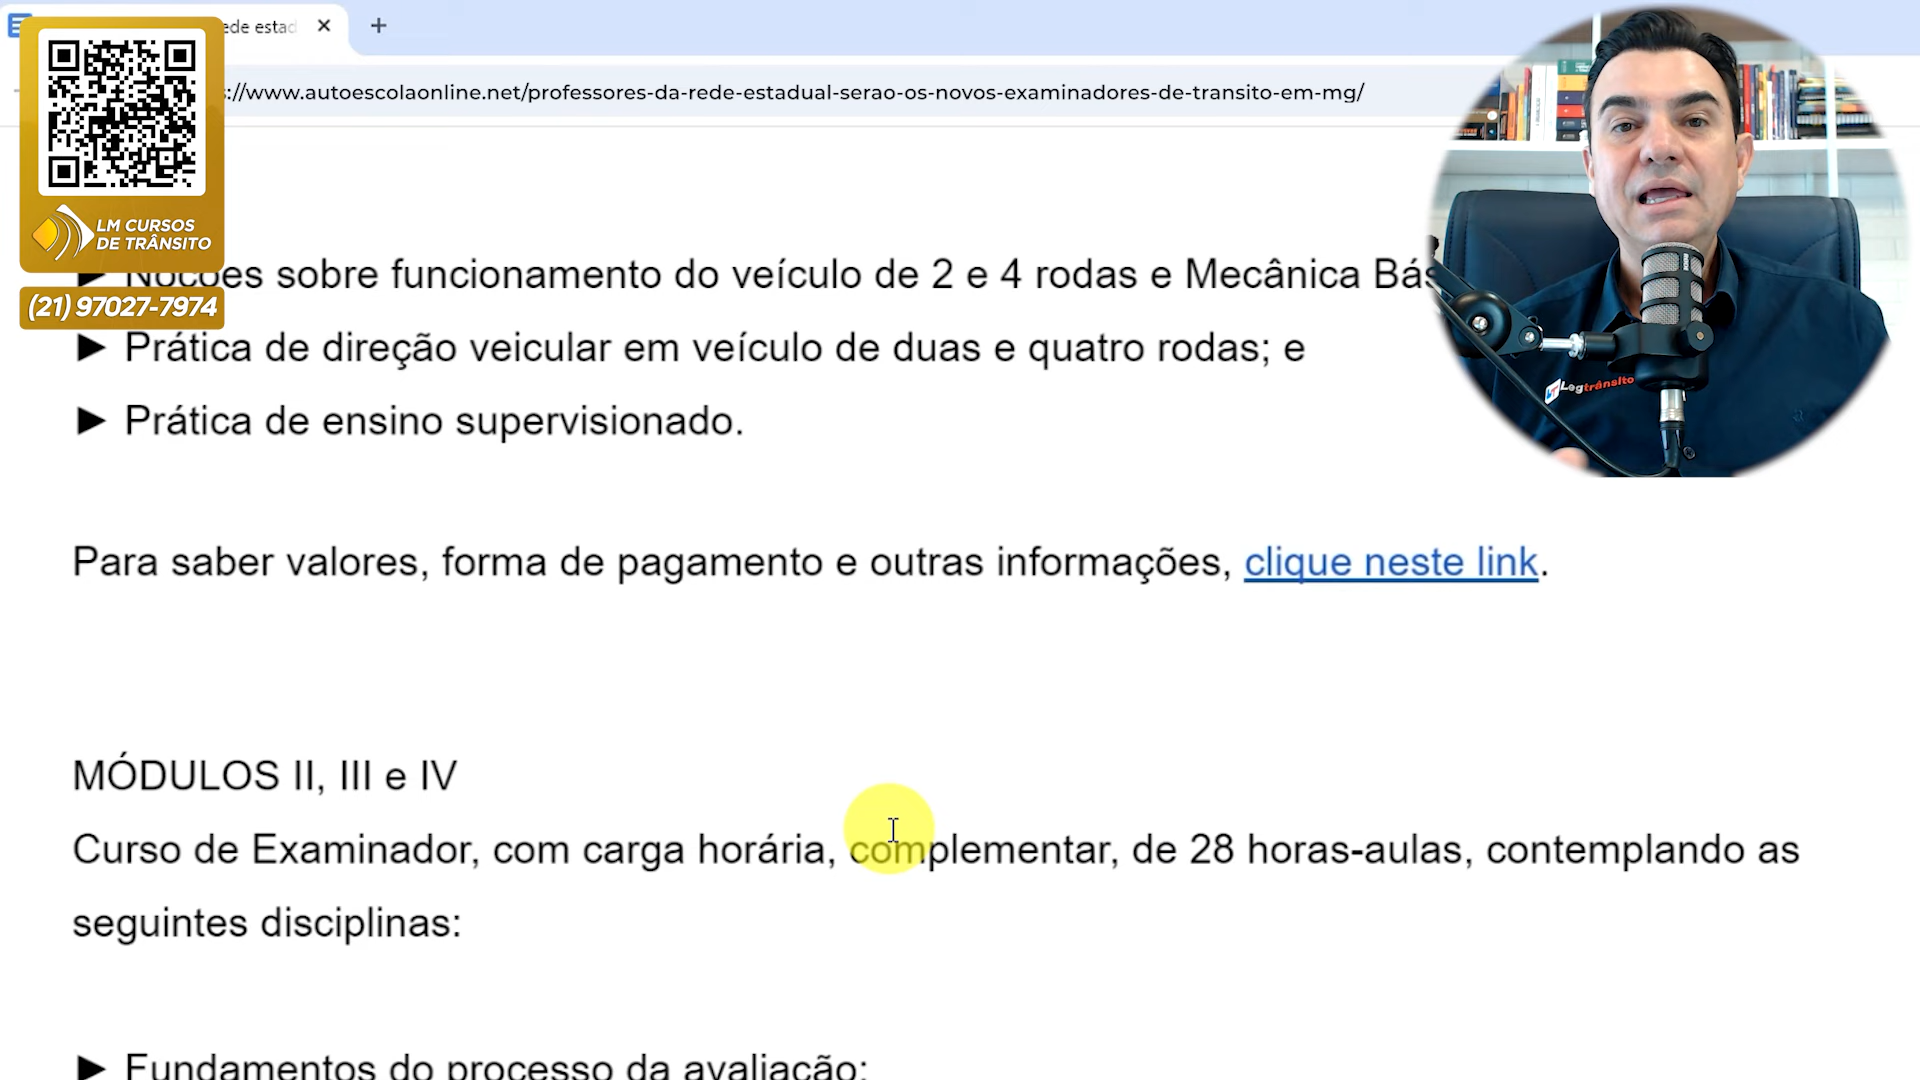 ede estad
://www.autoescolaonline.net/professores-da-rede-estadual-serao-os-novos-examinadores-de-transito-em-mg/
LM CURSOS
DE TRÂNSITO
(21) 97027-7974
► Noções sobre funcionamento do veículo de 2 e 4 rodas e Mecânica Bás
► Prática de direção veicular em veículo de duas e quatro rodas; e
► Prática de ensino supervisionado.
Legtrânsito
Para saber valores, forma de pagamento e outras informações, clique neste link.
MÓDULOS II, III e IV
Curso de Examinador, com carga horária, complementar, de 28 horas-aulas, contemplando as
seguintes disciplinas:
► Fundamentos do processo da avaliação;